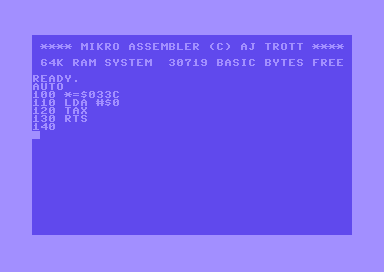 **** MIKRO ASSEMBLER (C) AJ TROTT ****
64K RAM SYSTEM  30719 BASIC BYTES FREE
READY.
AUTO
100 *=$033C
110 LDA #$0
120 TAX
130 RTS
140